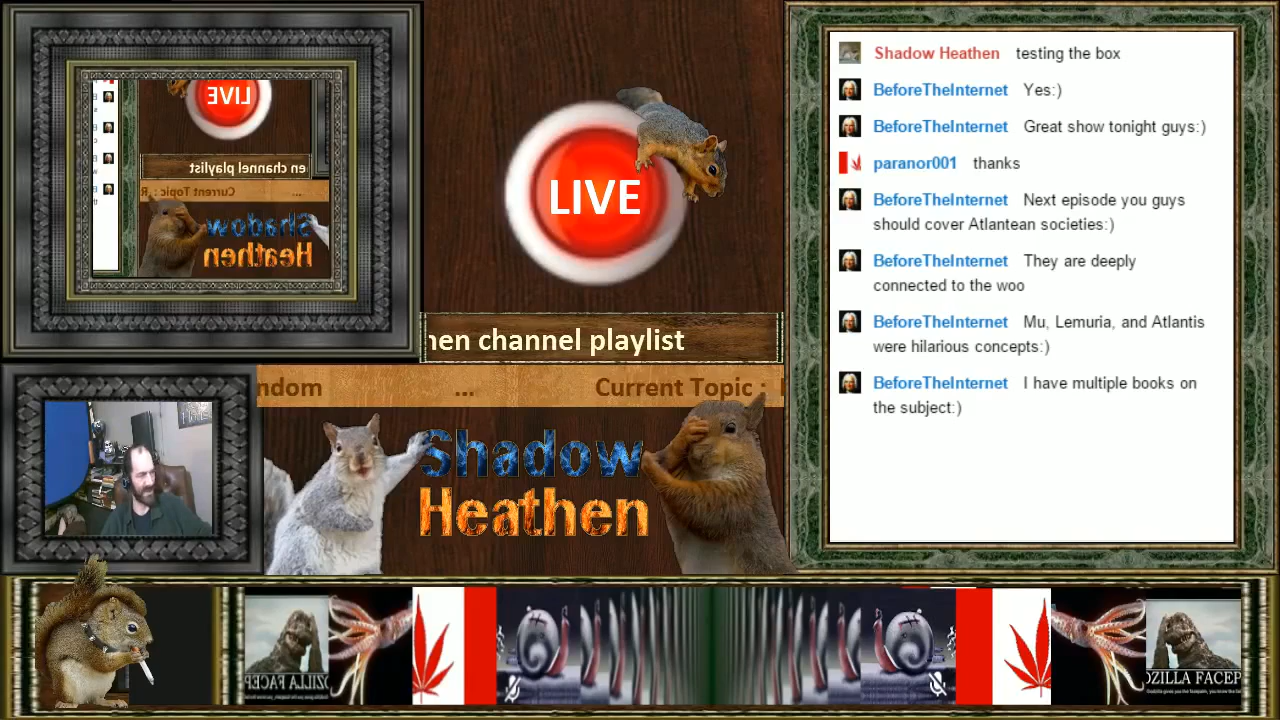 LIVE
en channel playlist
Current Topic : R
...
Shadow
Heathen
LIVE
hen channel playlist
ndom ... Current Topic :
Shadow
Heathen
Shadow Heathen testing the box
BeforeTheInternet Yes:)
BeforeTheInternet Great show tonight guys:)
paranor001 thanks
BeforeTheInternet Next episode you guys
should cover Atlantean societies:)
BeforeTheInternet They are deeply
connected to the woo
BeforeTheInternet Mu, Lemuria, and Atlantis
were hilarious concepts:)
BeforeTheInternet I have multiple books on
the subject:)
DZILLA FACEP
DZILLA FACEP